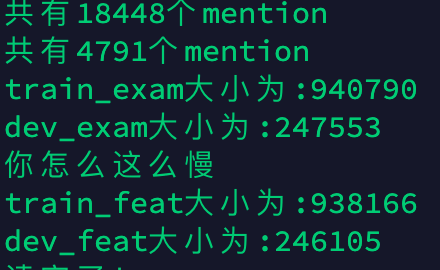 共有18448个mention
共有4791个mention
train_exam大小为:940790
dev_exam大小为:247553
你怎么这么慢
train_feat大小为:938166
dev_feat大小为:246105